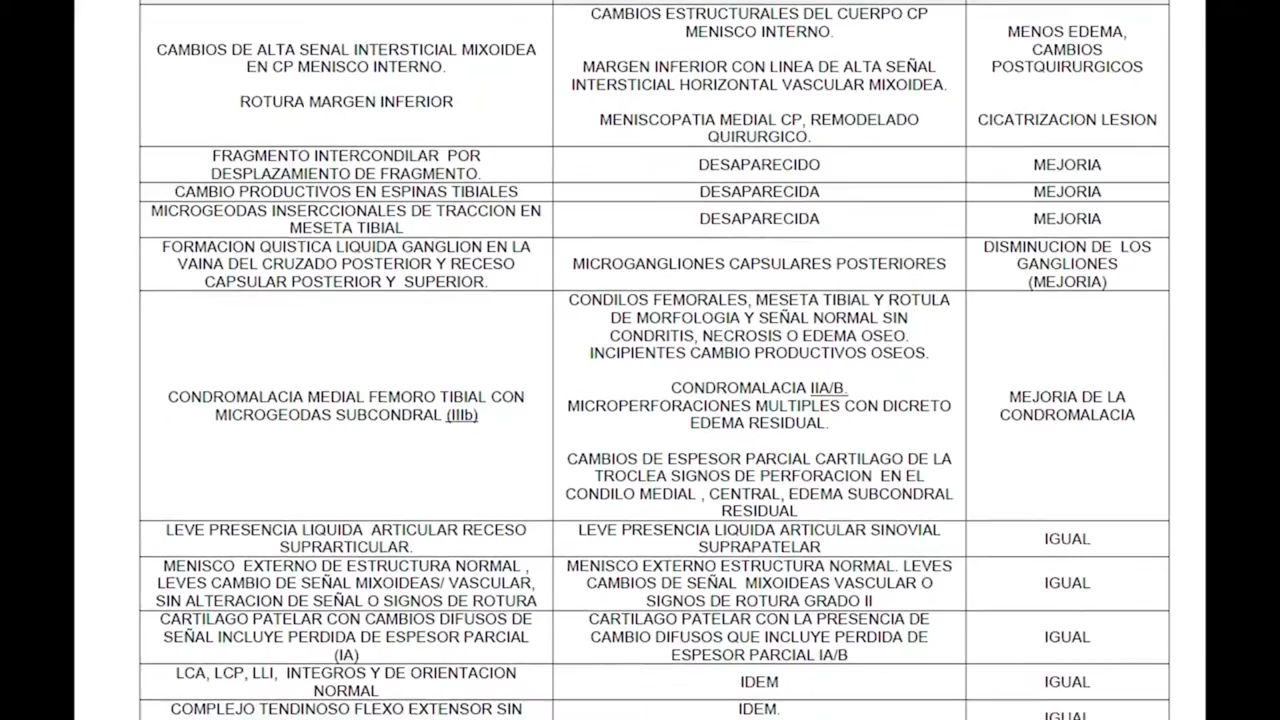 CAMBIOS DE ALTA SENAL INTERSTICIAL MIXOIDEA
EN CP MENISCO INTERNO.
ROTURA MARGEN INFERIOR
CAMBIOS ESTRUCTURALES DEL CUERPO CP
MENISCO INTERNO.
MARGEN INFERIOR CON LINEA DE ALTA SEÑAL
INTERSTICIAL HORIZONTAL VASCULAR MIXOIDEA.
MENISCOPATIA MEDIAL CP, REMODELADO
QUIRURGICO.
MENOS EDEMA,
CAMBIOS
POSTQUIRURGICOS
CICATRIZACION LESION
FRAGMENTO INTERCONDILAR POR
DESPLAZAMIENTO DE FRAGMENTO.
DESAPARECIDO
MEJORIA
CAMBIO PRODUCTIVOS EN ESPINAS TIBIALES
DESAPARECIDA
MEJORIA
MICROGEODAS INSERCCIONALES DE TRACCION EN
MESETA TIBIAL
DESAPARECIDA
MEJORIA
FORMACION QUISTICA LIQUIDA GANGLION EN LA
VAINA DEL CRUZADO POSTERIOR Y RECESO
CAPSULAR POSTERIOR Y SUPERIOR.
MICROGANGLIONES CAPSULARES POSTERIORES
DISMINUCION DE LOS
GANGLIONES
(MEJORIA)
CONDROMALACIA MEDIAL FEMORO TIBIAL CON
MICROGEODAS SUBCONDRAL (IIIb)
CONDILOS FEMORALES, MESETA TIBIAL Y ROTULA
DE MORFOLOGIA Y SEÑAL NORMAL SIN
CONDRITIS, NECROSIS O EDEMA OSEO.
INCIPIENTES CAMBIO PRODUCTIVOS OSEOS.
CONDROMALACIA IIA/B.
MICROPERFORACIONES MULTIPLES CON DICRETO
EDEMA RESIDUAL.
CAMBIOS DE ESPESOR PARCIAL CARTILAGO DE LA
TROCLEA SIGNOS DE PERFORACION EN EL
CONDILO MEDIAL , CENTRAL, EDEMA SUBCONDRAL
RESIDUAL
MEJORIA DE LA
CONDROMALACIA
LEVE PRESENCIA LIQUIDA ARTICULAR RECESO
SUPRARTICULAR.
LEVE PRESENCIA LIQUIDA ARTICULAR SINOVIAL
SUPRAPATELAR
IGUAL
MENISCO EXTERNO DE ESTRUCTURA NORMAL ,
LEVES CAMBIO DE SEÑAL MIXOIDEAS/ VASCULAR,
SIN ALTERACION DE SEÑAL O SIGNOS DE ROTURA
MENISCO EXTERNO ESTRUCTURA NORMAL. LEVES
CAMBIOS DE SEÑAL MIXOIDEAS VASCULAR O
SIGNOS DE ROTURA GRADO II
IGUAL
CARTILAGO PATELAR CON CAMBIOS DIFUSOS DE
SEÑAL INCLUYE PERDIDA DE ESPESOR PARCIAL
(IA)
CARTILAGO PATELAR CON LA PRESENCIA DE
CAMBIO DIFUSOS QUE INCLUYE PERDIDA DE
ESPESOR PARCIAL IA/B
IGUAL
LCA, LCP, LLI, INTEGROS Y DE ORIENTACION
NORMAL
IDEM
IGUAL
COMPLEJO TENDINOSO FLEXO EXTENSOR SIN
IDEM.
IGUAL